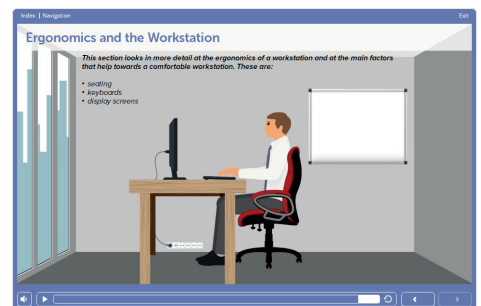 Index | Navigation
Exit
Ergonomics and the Workstation
This section looks in more detail at the ergonomics of a workstation and at the main factors
that help towards a comfortable workstation. These are:
• seating
• keyboards
• display screens